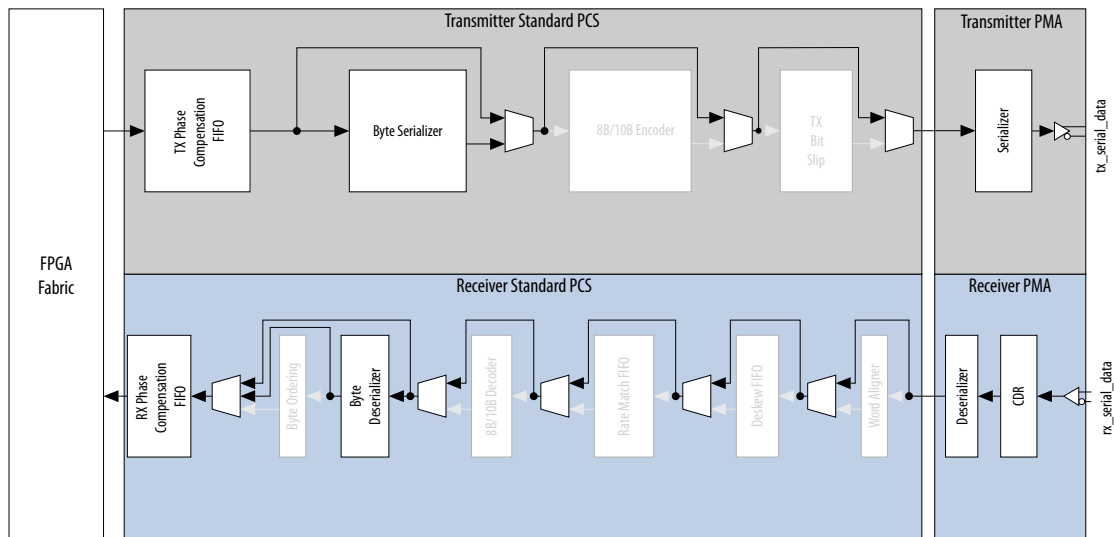 Transmitter Standard PCS
Transmitter PMA
TX Phase
Compensation
FIFO
Byte Serializer
8B/10B Encoder
TX
Bit
Slip
Serializer
tx_serial_data
FPGA
Fabric
Receiver Standard PCS
Receiver PMA
RX Phase
Compensation
FIFO
Byte Ordering
Byte
Deserializer
8B/10B Decoder
Rate Match FIFO
Deskew FIFO
Word Aligner
Deserializer
CDR
rx_serial_data